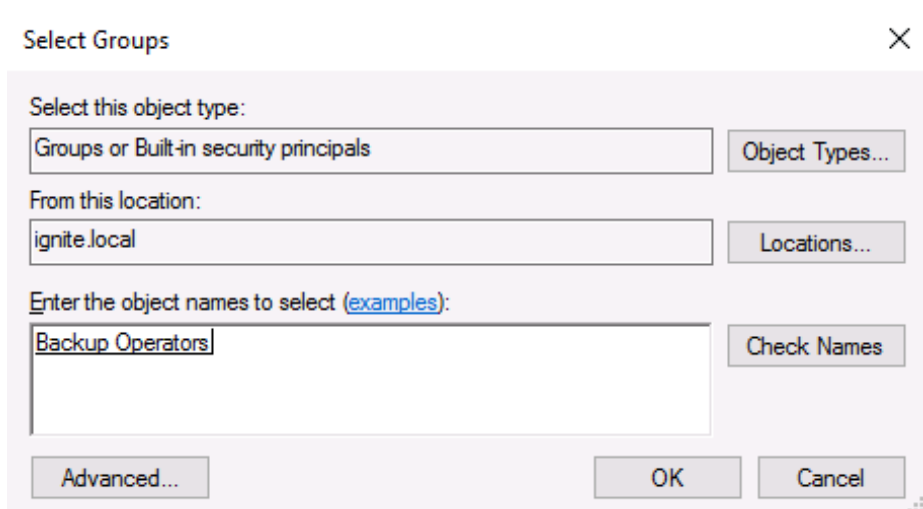 Select Groups
Select this object type:
Groups or Built-in security principals
Object Types...
From this location:
ignite.local
Locations...
Enter the object names to select (examples):
Backup Operators
Check Names
Advanced...
OK
Cancel